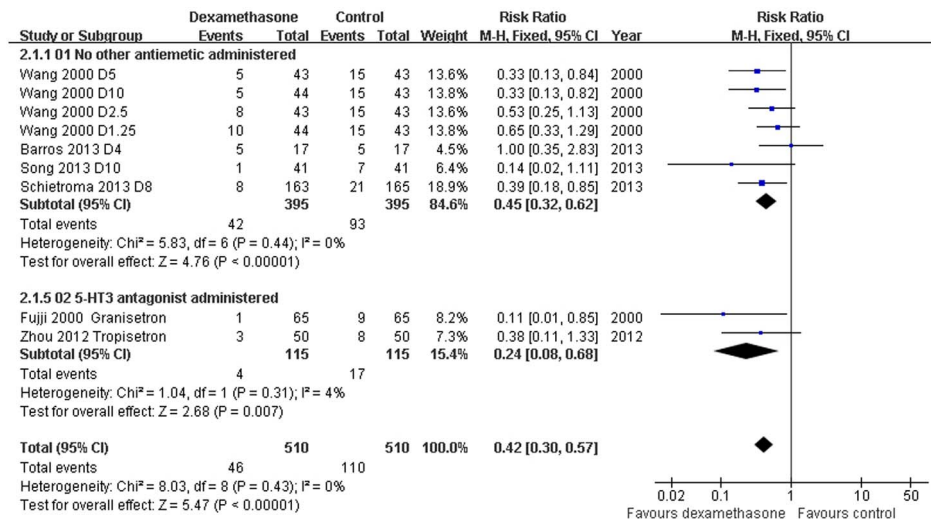 Dexamethasone Control Risk Ratio Risk Ratio
Study or Subgroup Events Total Events Total Weight M-H, Fixed, 95% CI Year M-H, Fixed, 95% CI
2.1.1 01 No other antiemetic administered
Wang 2000 D5 5 43 15 43 13.6% 0.33 [0.13, 0.84] 2000
Wang 2000 D10 5 44 15 43 13.8% 0.33 [0.13, 0.82] 2000
Wang 2000 D2.5 8 43 15 43 13.6% 0.53 [0.25, 1.13] 2000
Wang 2000 D1.25 10 44 15 43 13.8% 0.65 [0.33, 1.29] 2000
Barros 2013 D4 5 17 5 17 4.5% 1.00 [0.35, 2.83] 2013
Song 2013 D10 1 41 7 41 6.4% 0.14 [0.02, 1.11] 2013
Schietroma 2013 D8 8 163 21 165 18.9% 0.39 [0.18, 0.85] 2013
Subtotal (95% CI) 395 395 84.6% 0.45 [0.32, 0.62]
Total events 42 93
Heterogeneity: Chi² = 5.83, df = 6 (P = 0.44); I² = 0%
Test for overall effect: Z = 4.76 (P < 0.00001)
2.1.5 02 5-HT3 antagonist administered
Fujji 2000 Granisetron 1 65 9 65 8.2% 0.11 [0.01, 0.85] 2000
Zhou 2012 Tropisetron 3 50 8 50 7.3% 0.38 [0.11, 1.33] 2012
Subtotal (95% CI) 115 115 15.4% 0.24 [0.08, 0.68]
Total events 4 17
Heterogeneity: Chi² = 1.04, df = 1 (P = 0.31); I² = 4%
Test for overall effect: Z = 2.68 (P = 0.007)
Total (95% CI) 510 510 100.0% 0.42 [0.30, 0.57]
Total events 46 110
Heterogeneity: Chi² = 8.03, df = 8 (P = 0.43); I² = 0%
Test for overall effect: Z = 5.47 (P < 0.00001)
0.02 0.1 1 10 50
Favours dexamethasone Favours control